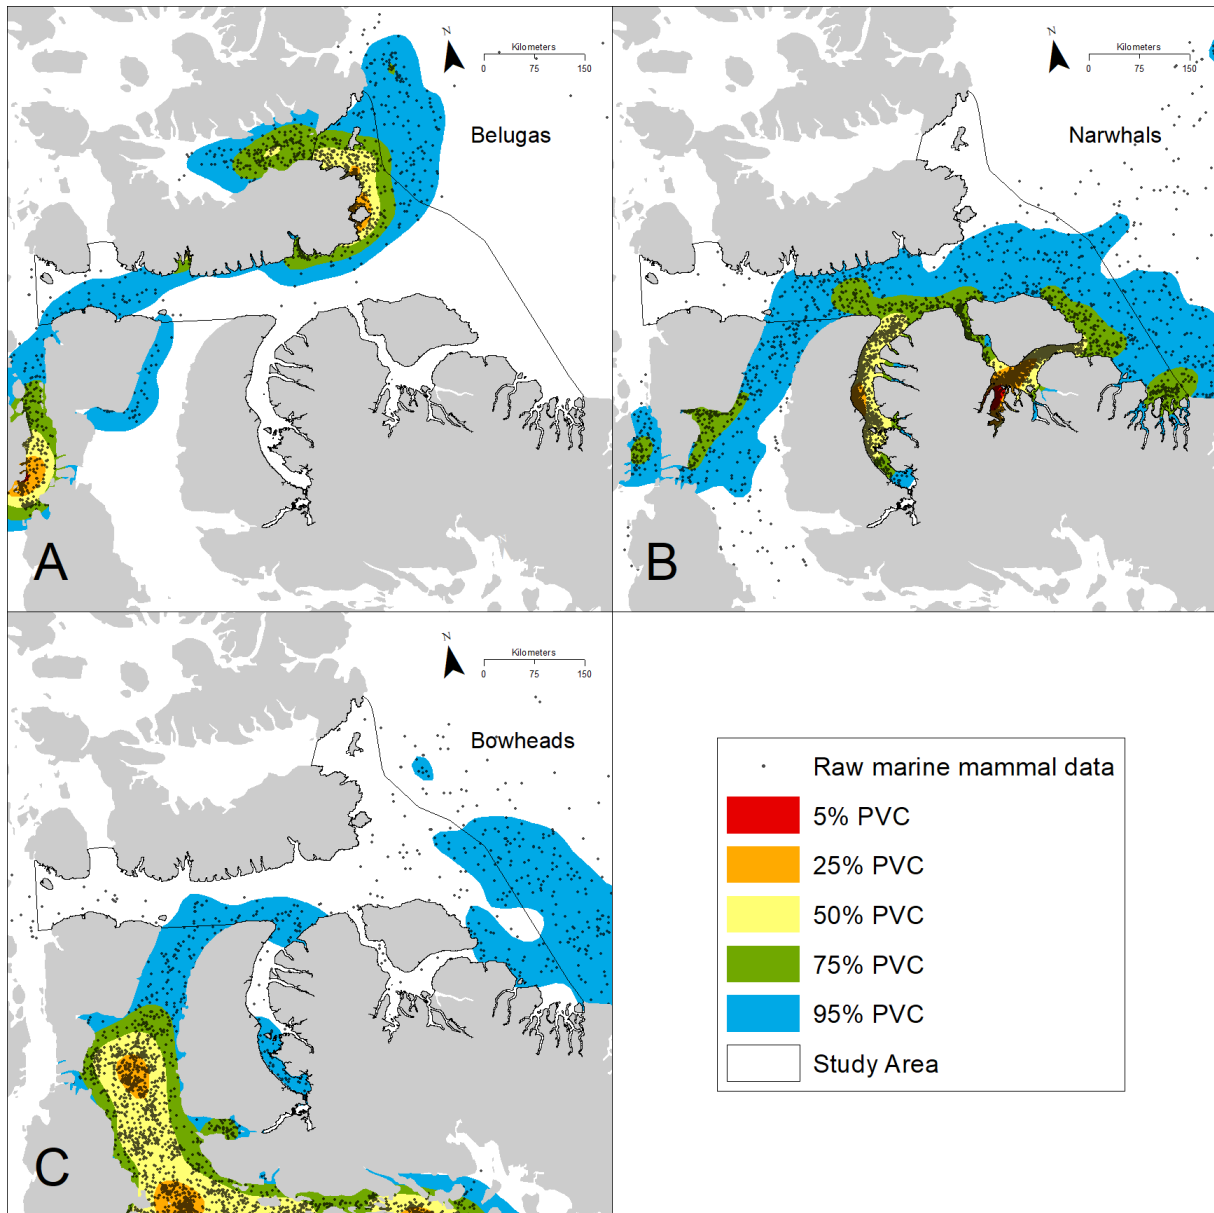 N
Kilometers
0 75 150
Belugas
A
N
Kilometers
0 75 150
Narwhals
B
N
Kilometers
0 75 150
Bowheads
C
Raw marine mammal data
5% PVC
25% PVC
50% PVC
75% PVC
95% PVC
Study Area